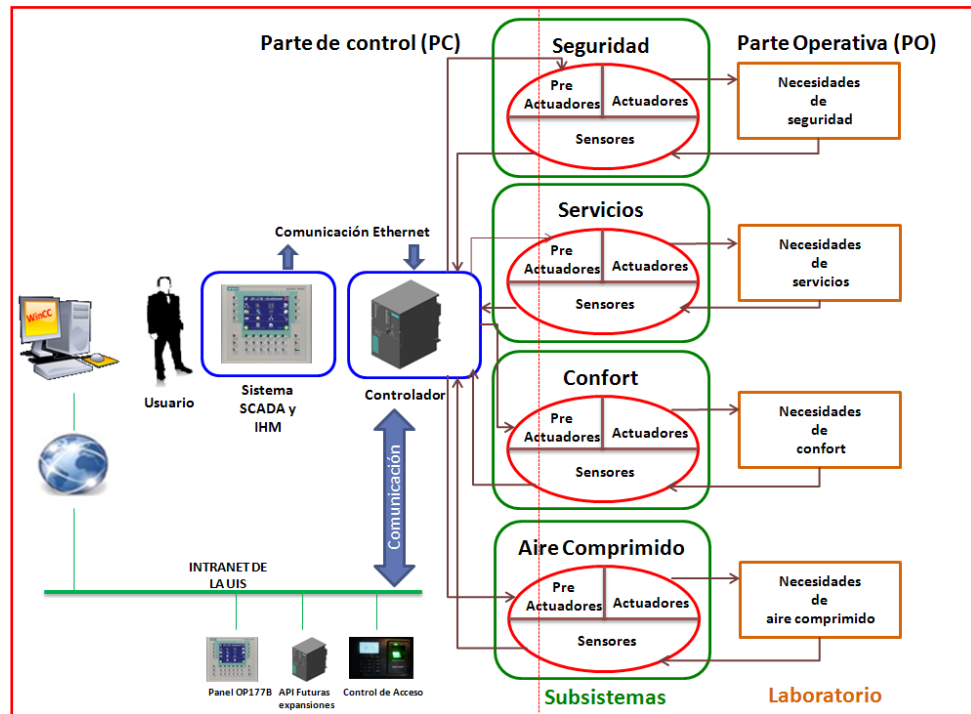 Parte de control (PC)
Seguridad
Parte Operativa (PO)
Pre
Actuadores
Actuadores
Sensores
Necesidades
de
seguridad
Servicios
Pre
Actuadores
Actuadores
Sensores
Necesidades
de
servicios
Comunicación Ethernet
WinCC
Usuario
Sistema
SCADA y
IHM
Controlador
Confort
Pre
Actuadores
Actuadores
Sensores
Necesidades
de
confort
Comunicación
Aire Comprimido
Pre
Actuadores
Actuadores
Sensores
Necesidades
de
aire comprimido
INTRANET DE
LA UIS
Panel OP177B
API Futuras
expansiones
Control de Acceso
Subsistemas
Laboratorio